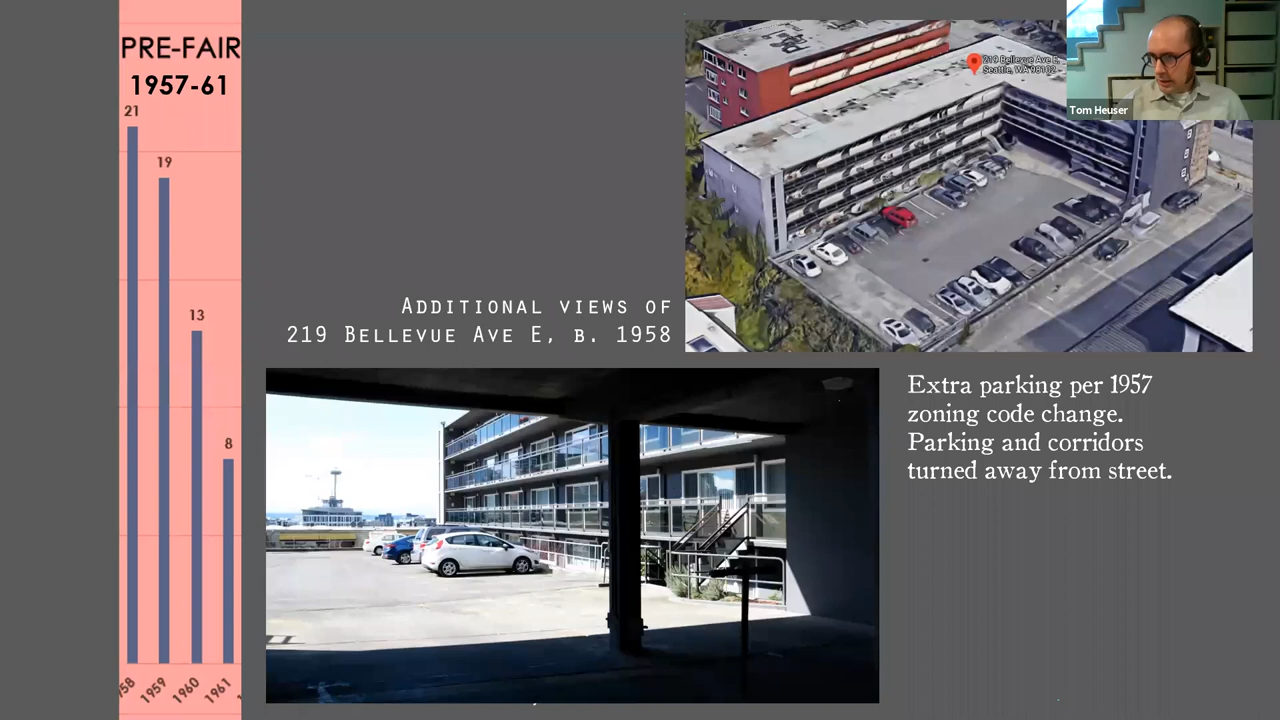 PRE-FAIR
1957-61
21
19
13
8
58
1959
1960
1961
Additional views of
219 Bellevue Ave E, b. 1958
219 Bellevue Ave E,
Seattle, WA 98102
Tom Heuser
Extra parking per 1957
zoning code change.
Parking and corridors
turned away from street.